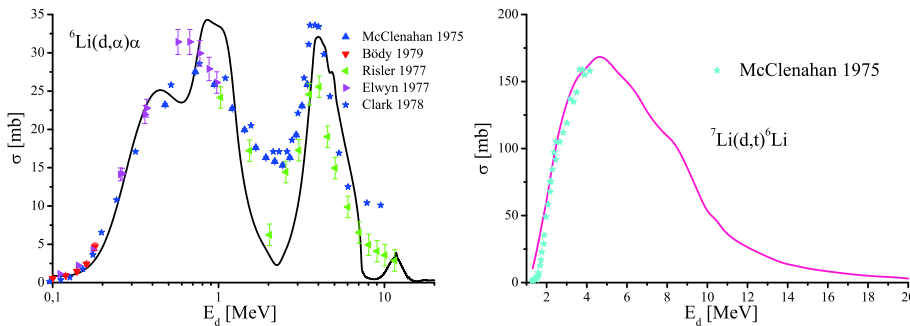 ⁶Li(d,α)α
McClenahan 1975
Bödy 1979
Risler 1977
Elwyn 1977
Clark 1978
σ [mb]
35
30
25
20
15
10
5
0
0,1
1
10
E_d [MeV]
McClenahan 1975
⁷Li(d,t)⁶Li
σ [mb]
200
150
100
50
0
2
4
6
8
10
12
14
16
18
20
E_d [MeV]